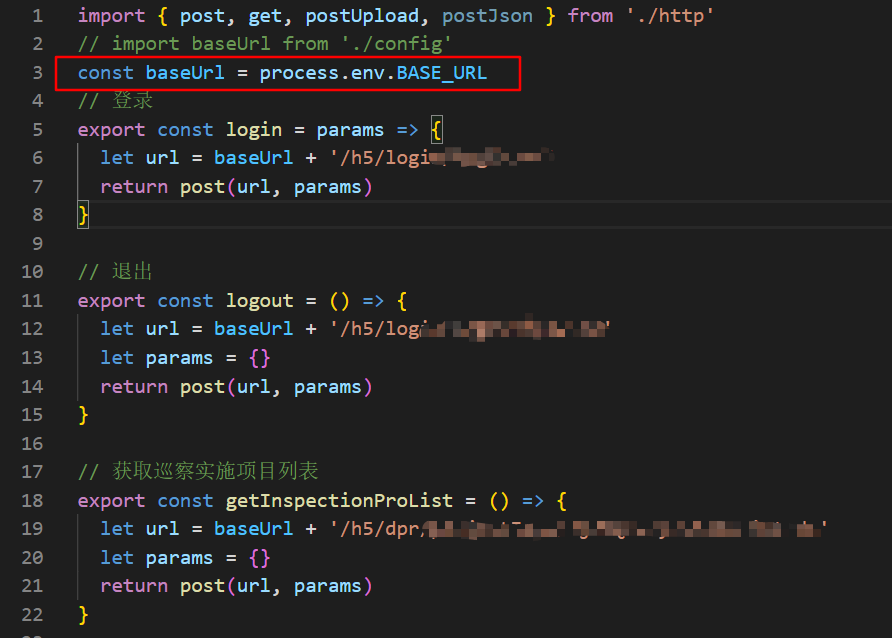 1 import { post, get, postUpload, postJson } from './http'
2 // import baseUrl from './config'
3 const baseUrl = process.env.BASE_URL
4 // 登录
5 export const login = params => {
6 let url = baseUrl + '/h5/logi
7 return post(url, params)
8 }
9
10 // 退出
11 export const logout = () => {
12 let url = baseUrl + '/h5/log '
13 let params = {}
14 return post(url, params)
15 }
16
17 // 获取巡察实施项目列表
18 export const getInspectionProList = () => {
19 let url = baseUrl + '/h5/dpr '
20 let params = {}
21 return post(url, params)
22 }